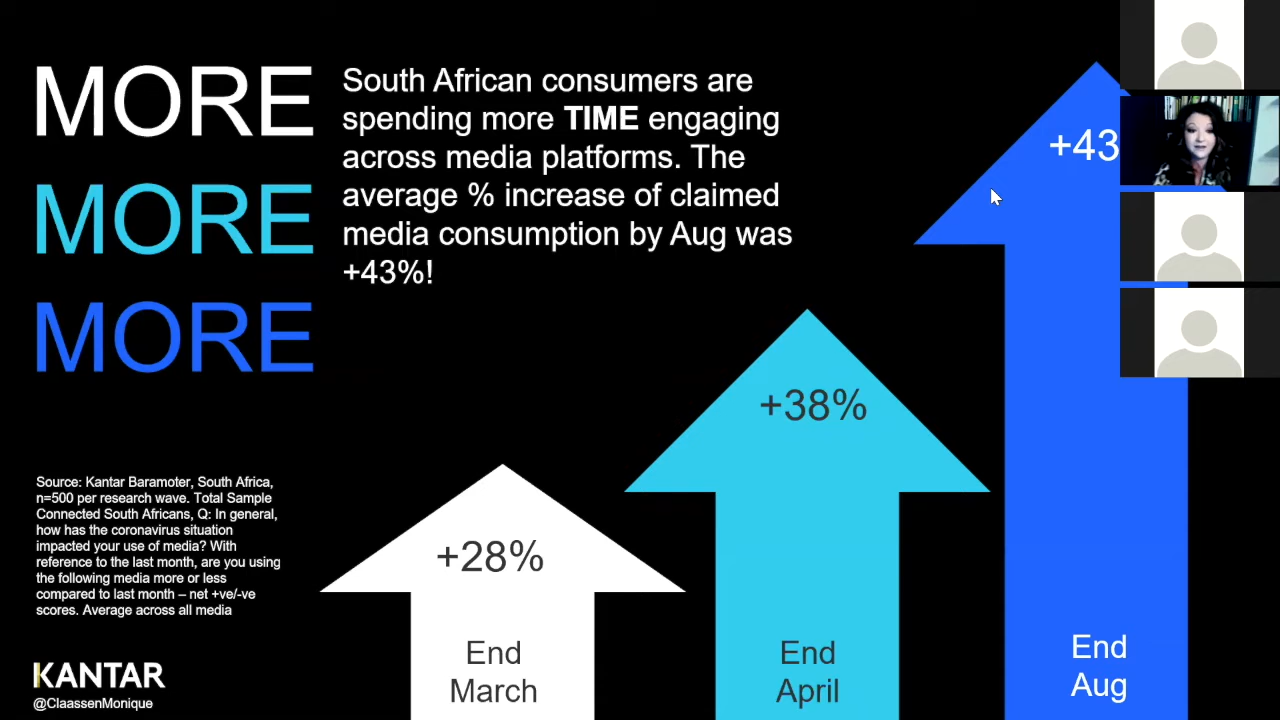 MORE
MORE
MORE
South African consumers are
spending more TIME engaging
across media platforms. The
average % increase of claimed
media consumption by Aug was
+43%!
+43
+38%
+28%
End
March
End
April
End
Aug
Source: Kantar Baramoter, South Africa,
n=500 per research wave. Total Sample
Connected South Africans, Q: In general,
how has the coronavirus situation
impacted your use of media? With
reference to the last month, are you using
the following media more or less
compared to last month – net +ve/-ve
scores. Average across all media
KANTAR
@ClaassenMonique